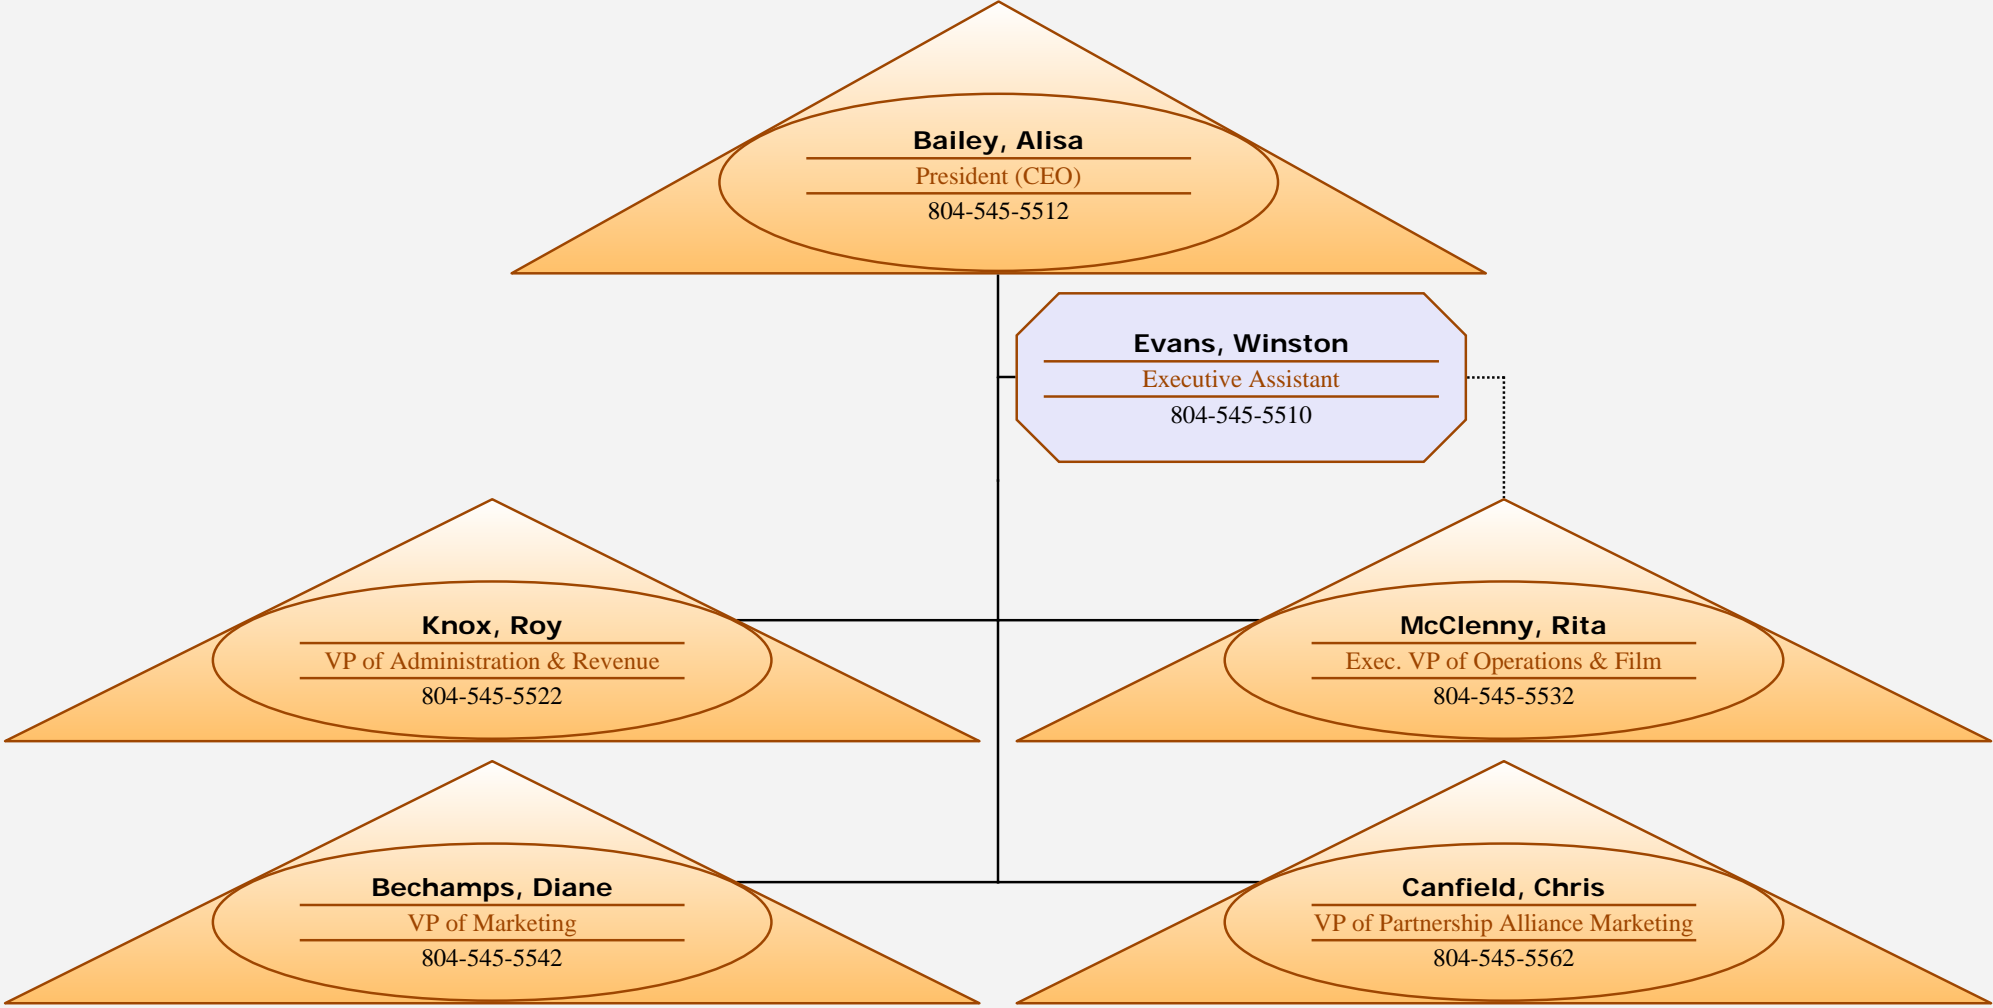 Bailey, Alisa
President (CEO)
804-545-5512
Evans, Winston
Executive Assistant
804-545-5510
Knox, Roy
VP of Administration & Revenue
804-545-5522
McClenny, Rita
Exec. VP of Operations & Film
804-545-5532
Bechamps, Diane
VP of Marketing
804-545-5542
Canfield, Chris
VP of Partnership Alliance Marketing
804-545-5562